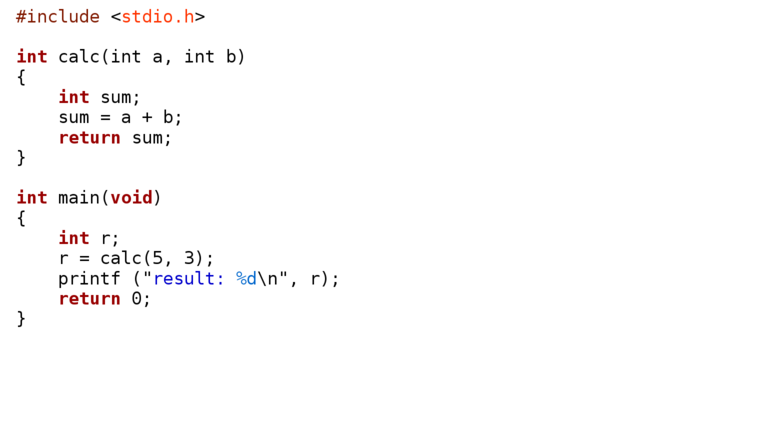 #include <stdio.h>

int calc(int a, int b)
{
    int sum;
    sum = a + b;
    return sum;
}

int main(void)
{
    int r;
    r = calc(5, 3);
    printf ("result: %d\n", r);
    return 0;
}